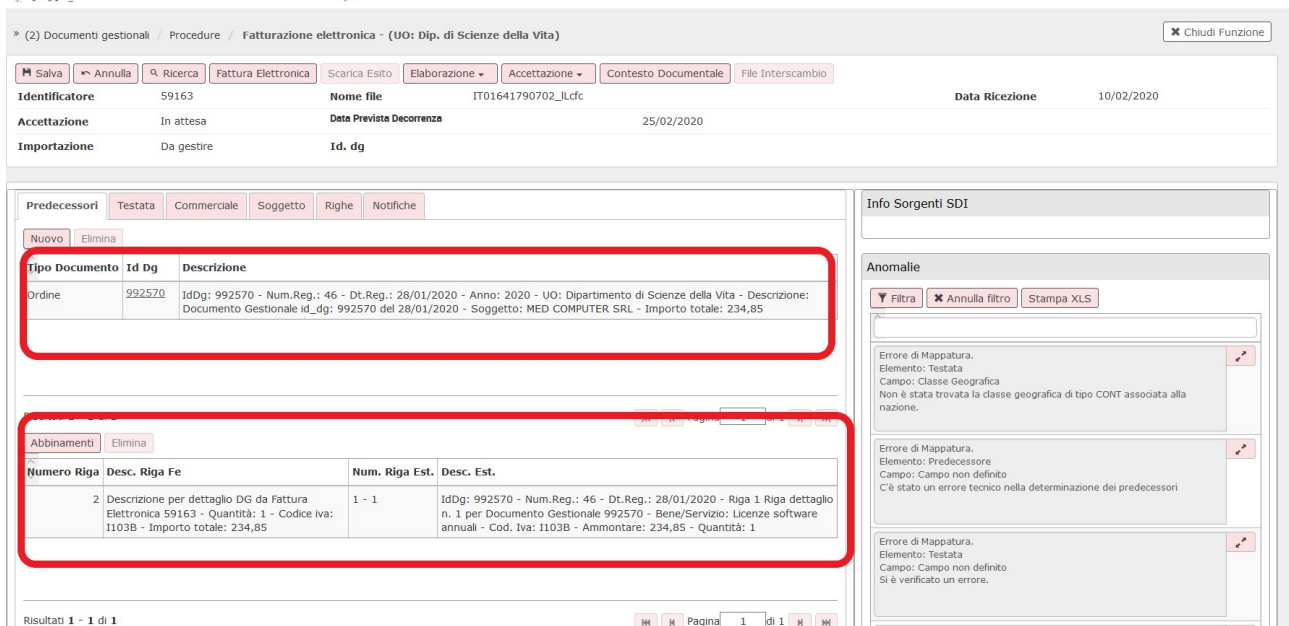 » (2) Documenti gestionali / Procedure / Fatturazione elettronica - (UO: Dip. di Scienze della Vita)
✖ Chiudi Funzione
Salva Annulla Ricerca Fattura Elettronica Scarica Esito Elaborazione Accettazione Contesto Documentale File Interscambio
Identificatore 59163 Nome file IT01641790702_lLcfc Data Ricezione 10/02/2020
Accettazione In attesa Data Prevista Decorrenza 25/02/2020
Importazione Da gestire Id. dg
Predecessori Testata Commerciale Soggetto Righe Notifiche
Nuovo Elimina
Tipo Documento Id Dg Descrizione
Ordine 992570 IdDg: 992570 - Num.Reg.: 46 - Dt.Reg.: 28/01/2020 - Anno: 2020 - UO: Dipartimento di Scienze della Vita - Descrizione:
Documento Gestionale id_dg: 992570 del 28/01/2020 - Soggetto: MED COMPUTER SRL - Importo totale: 234,85
Pagina 1 di 1
Abbinamenti Elimina
Numero Riga Desc. Riga Fe Num. Riga Est. Desc. Est.
2 Descrizione per dettaglio DG da Fattura 1 - 1 IdDg: 992570 - Num.Reg.: 46 - Dt.Reg.: 28/01/2020 - Riga 1 Riga dettaglio
Elettronica 59163 - Quantità: 1 - Codice iva: n. 1 per Documento Gestionale 992570 - Bene/Servizio: Licenze software
I103B - Importo totale: 234,85 annuali - Cod. Iva: I103B - Ammontare: 234,85 - Quantità: 1
Risultati 1 - 1 di 1 Pagina 1 di 1
Info Sorgenti SDI
Anomalie
Filtra ✖ Annulla filtro Stampa XLS
Errore di Mappatura.
Elemento: Testata
Campo: Classe Geografica
Non è stata trovata la classe geografica di tipo CONT associata alla
nazione.
Errore di Mappatura.
Elemento: Predecessore
Campo: Campo non definito
C'è stato un errore tecnico nella determinazione dei predecessori
Errore di Mappatura.
Elemento: Testata
Campo: Campo non definito
Si è verificato un errore.